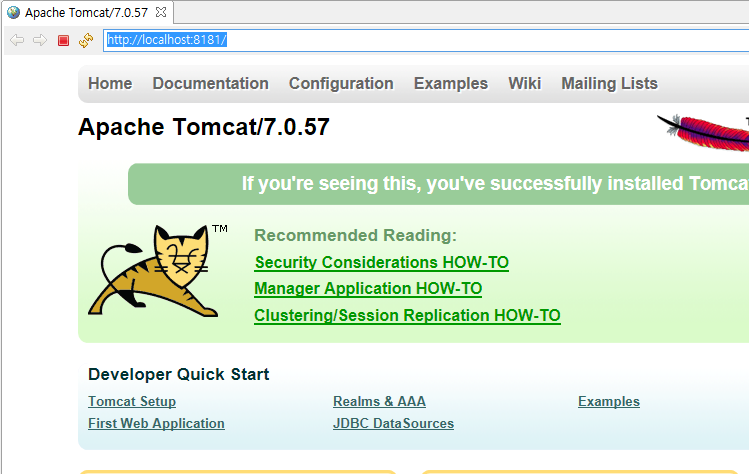 Apache Tomcat/7.0.57
http://localhost:8181/
Home Documentation Configuration Examples Wiki Mailing Lists
Apache Tomcat/7.0.57
If you're seeing this, you've successfully installed Tomca
TM
Recommended Reading:
Security Considerations HOW-TO
Manager Application HOW-TO
Clustering/Session Replication HOW-TO
Developer Quick Start
Tomcat Setup Realms & AAA Examples
First Web Application JDBC DataSources